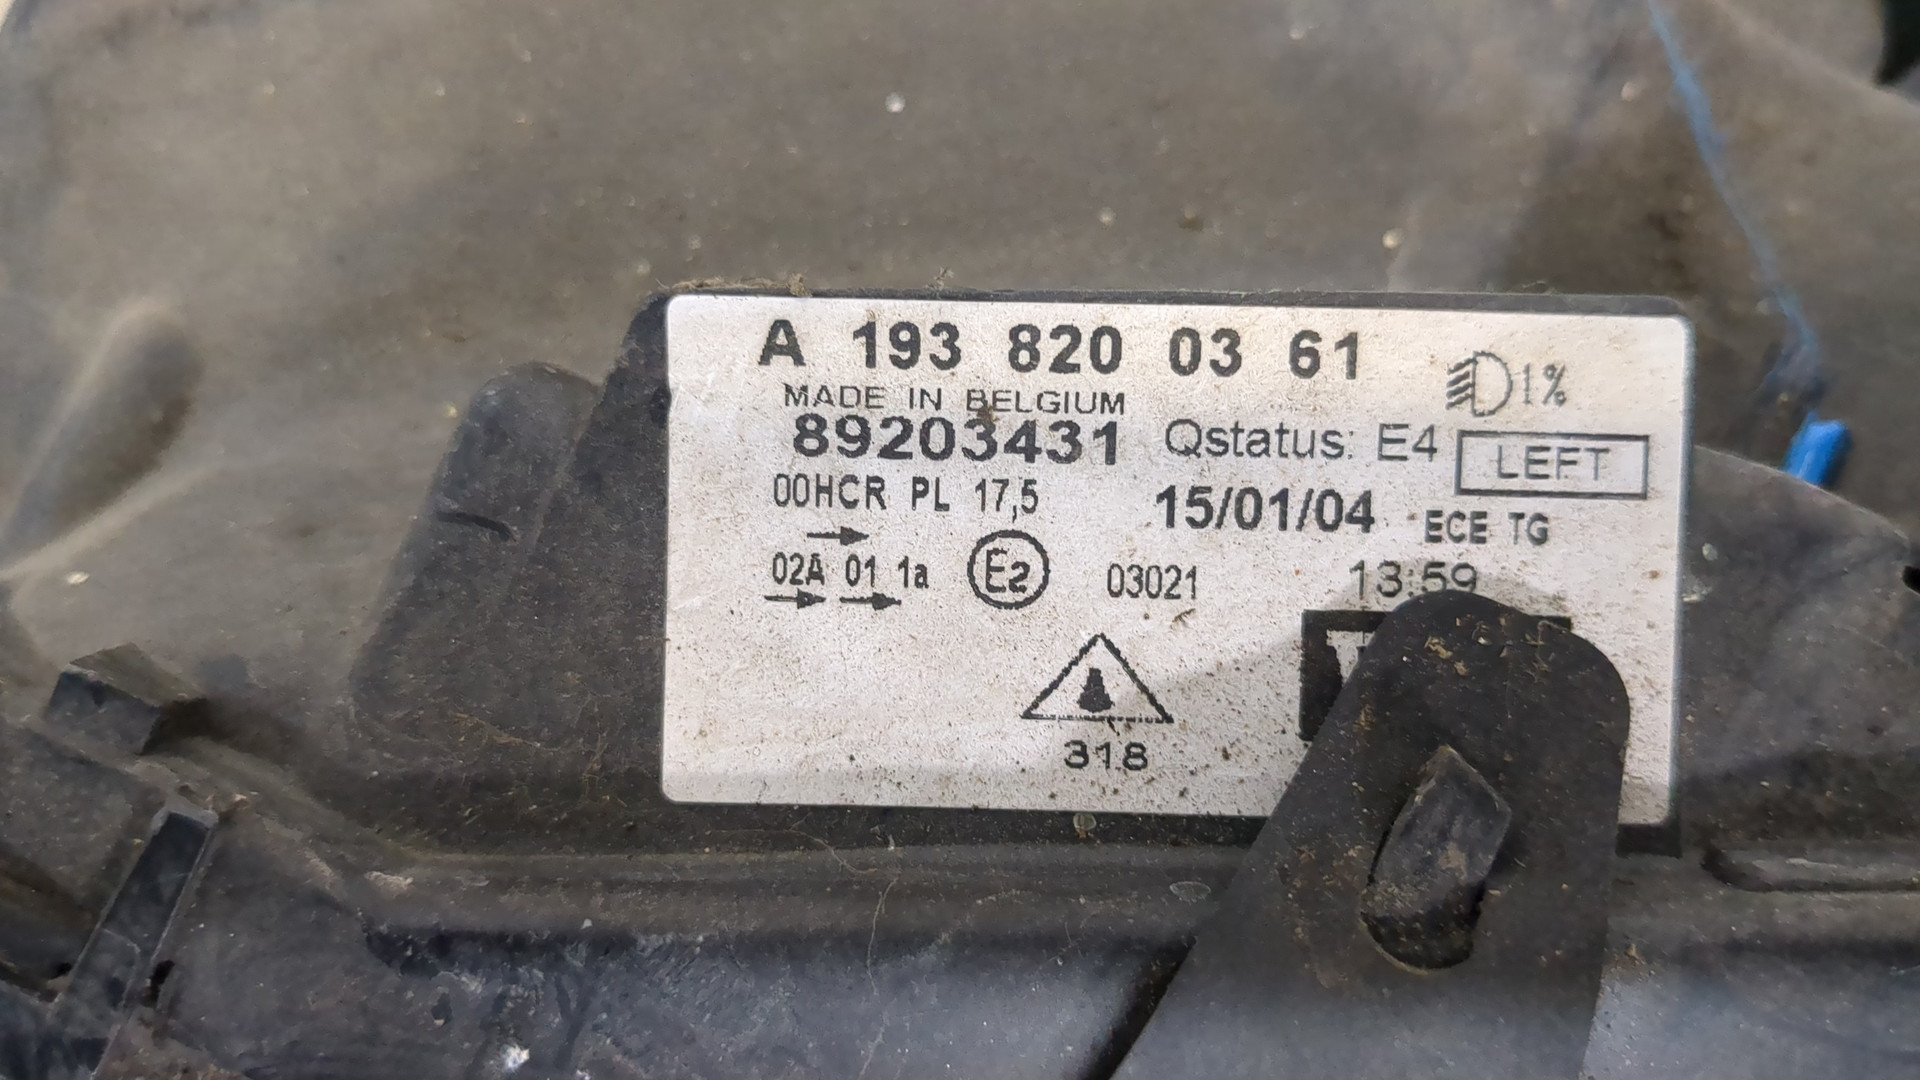 A 193 820 03 61
1%
MADE IN BELGIUM
89203431 Qstatus: E4
LEFT
00HCR PL 17,5
15/01/04 ECE TG
02A 01 1a E2 03021
13:59
318